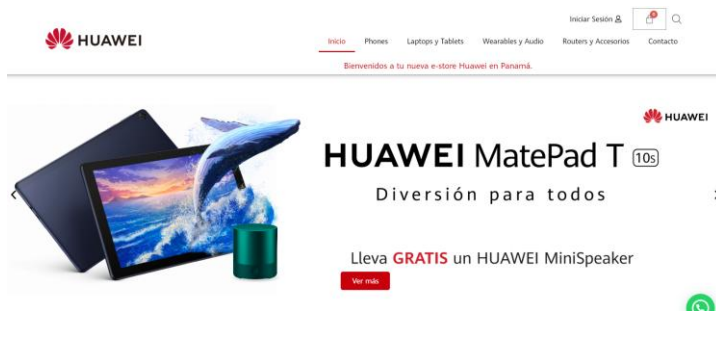 Iniciar Sesión
0
HUAWEI
Inicio Phones Laptops y Tablets Wearables y Audio Routers y Accesorios Contacto
Bienvenidos a tu nueva e-store Huawei en Panamá.
HUAWEI
HUAWEI MatePad T 10s
Diversión para todos
Lleva GRATIS un HUAWEI MiniSpeaker
Ver más